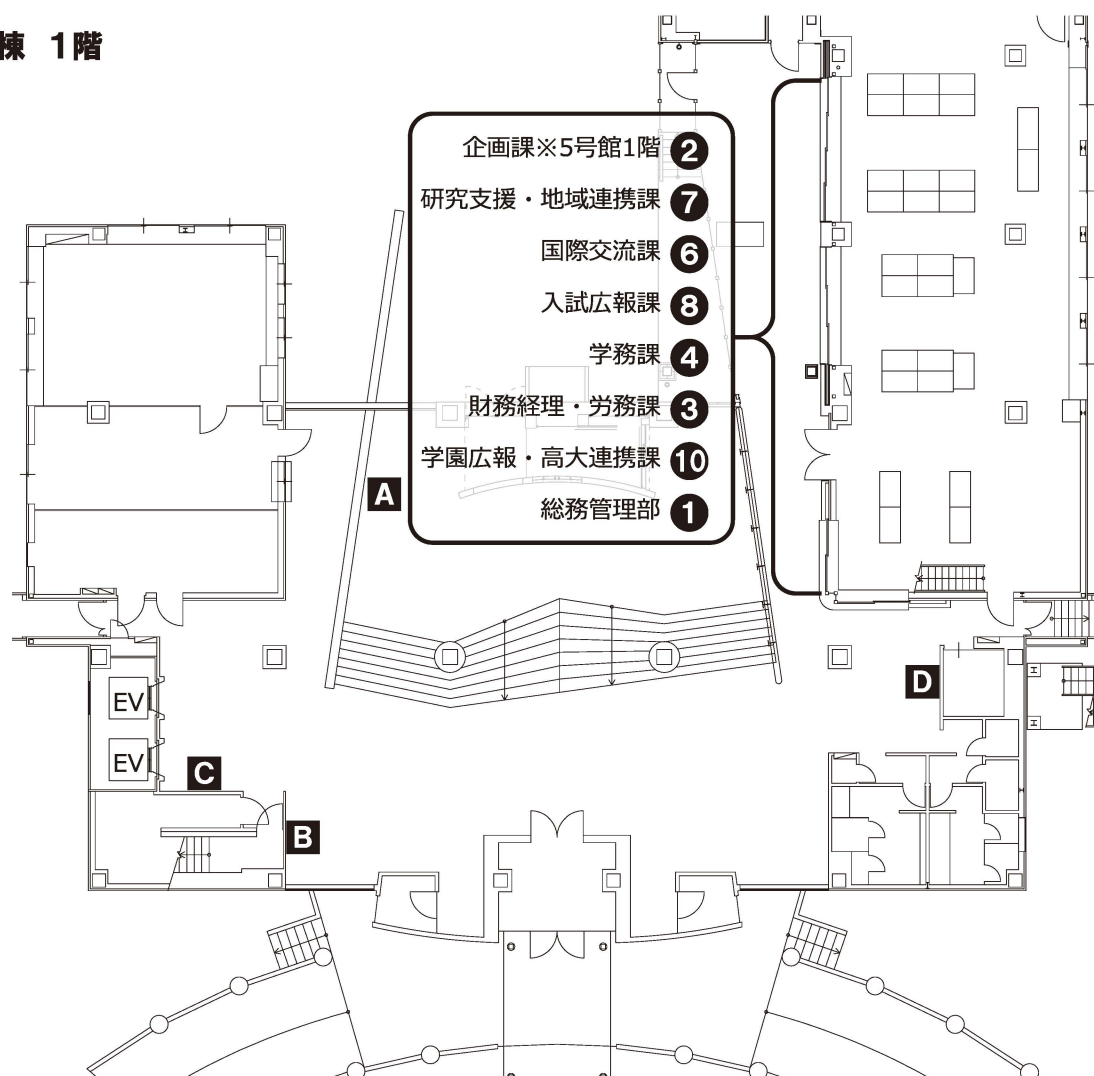 棟 1階
企画課※5号館1階 2
研究支援・地域連携課 7
国際交流課 6
入試広報課 8
学務課 4
財務経理・労務課 3
学園広報・高大連携課 10
総務管理部 1
A
D
EV
EV
C
B